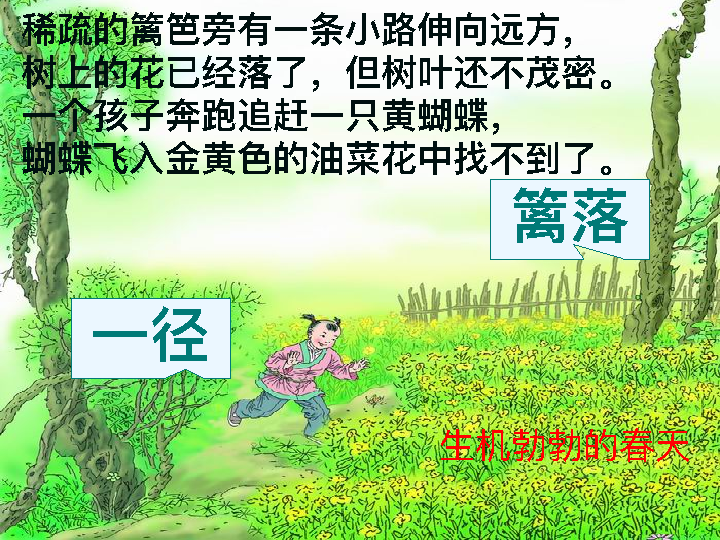 稀疏的篱笆旁有一条小路伸向远方，
树上的花已经落了，但树叶还不茂密。
一个孩子奔跑追赶一只黄蝴蝶，
蝴蝶飞入金黄色的油菜花中找不到了。
篱落
一径
生机勃勃的春天